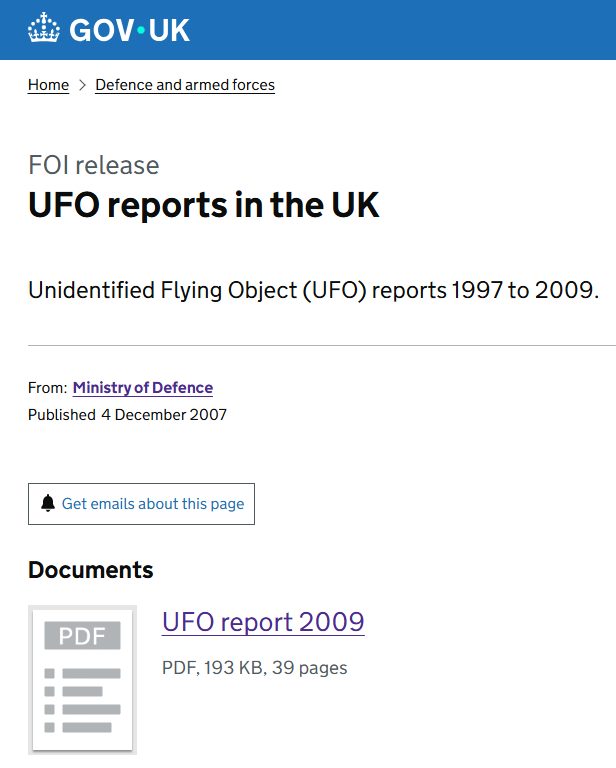 GOV·UK
Home > Defence and armed forces
FOI release
UFO reports in the UK
Unidentified Flying Object (UFO) reports 1997 to 2009.
From: Ministry of Defence
Published 4 December 2007
Get emails about this page
Documents
PDF
UFO report 2009
PDF, 193 KB, 39 pages